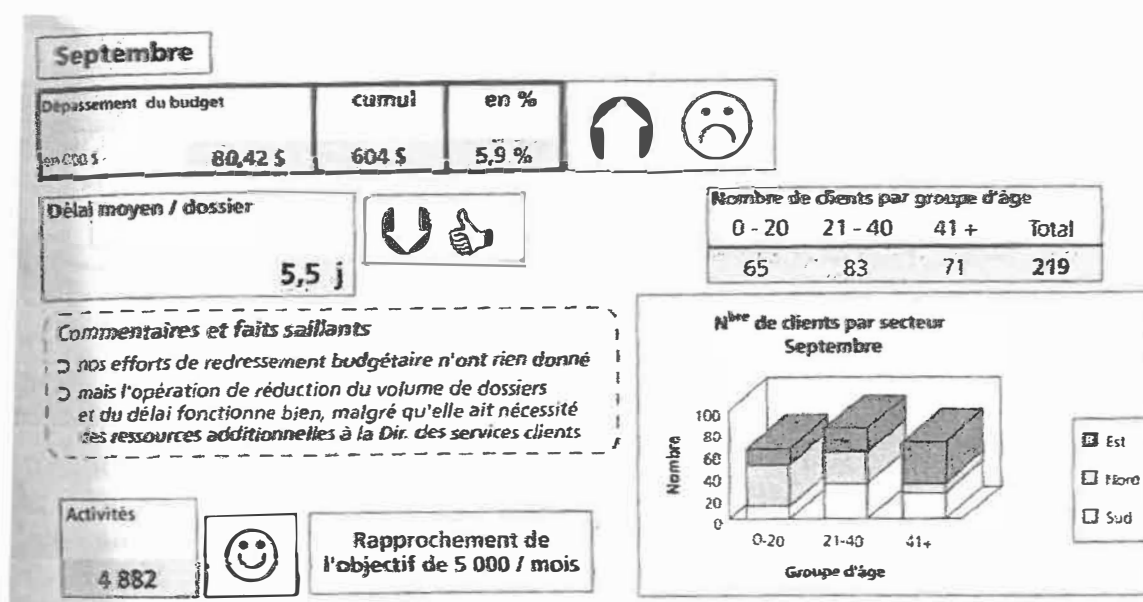 Septembre
Dépassement du budget
cumul
en %
en 000 $
80,42 $
604 $
5,9 %
Délai moyen / dossier
5,5 j
Nombre de clients par groupe d'âge
0 - 20 21 - 40 41 + Total
65 83 71 219
Commentaires et faits saillants
nos efforts de redressement budgétaire n'ont rien donné
mais l'opération de réduction du volume de dossiers
et du délai fonctionne bien, malgré qu'elle ait nécessité
des ressources additionnelles à la Dir. des services clients
Nbre de clients par secteur
Septembre
Nombre
100
80
60
40
20
0
0-20 21-40 41+
Groupe d'âge
Est
Nord
Sud
Activités
4 882
Rapprochement de
l'objectif de 5 000 / mois